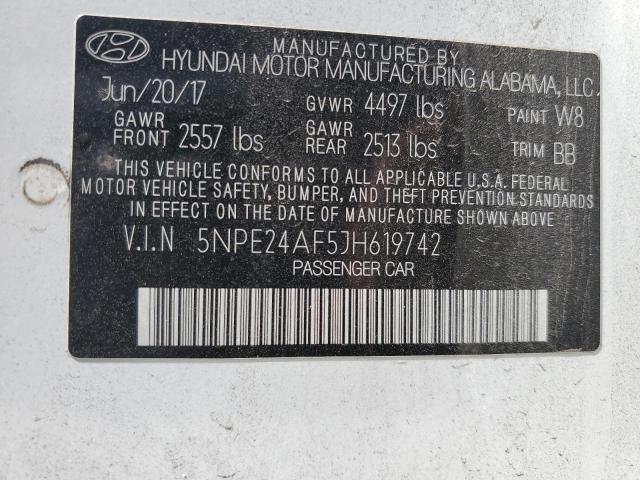 MANUFACTURED BY
HYUNDAI MOTOR MANUFACTURING ALABAMA, LLC.
Jun/20/17 GVWR 4497 lbs PAINT W8
GAWR FRONT 2557 lbs GAWR REAR 2513 lbs TRIM BB
THIS VEHICLE CONFORMS TO ALL APPLICABLE U.S.A. FEDERAL
MOTOR VEHICLE SAFETY, BUMPER, AND THEFT PREVENTION STANDARDS
IN EFFECT ON THE DATE OF MANUFACTURE SHOWN ABOVE
V.I.N 5NPE24AF5JH619742
PASSENGER CAR